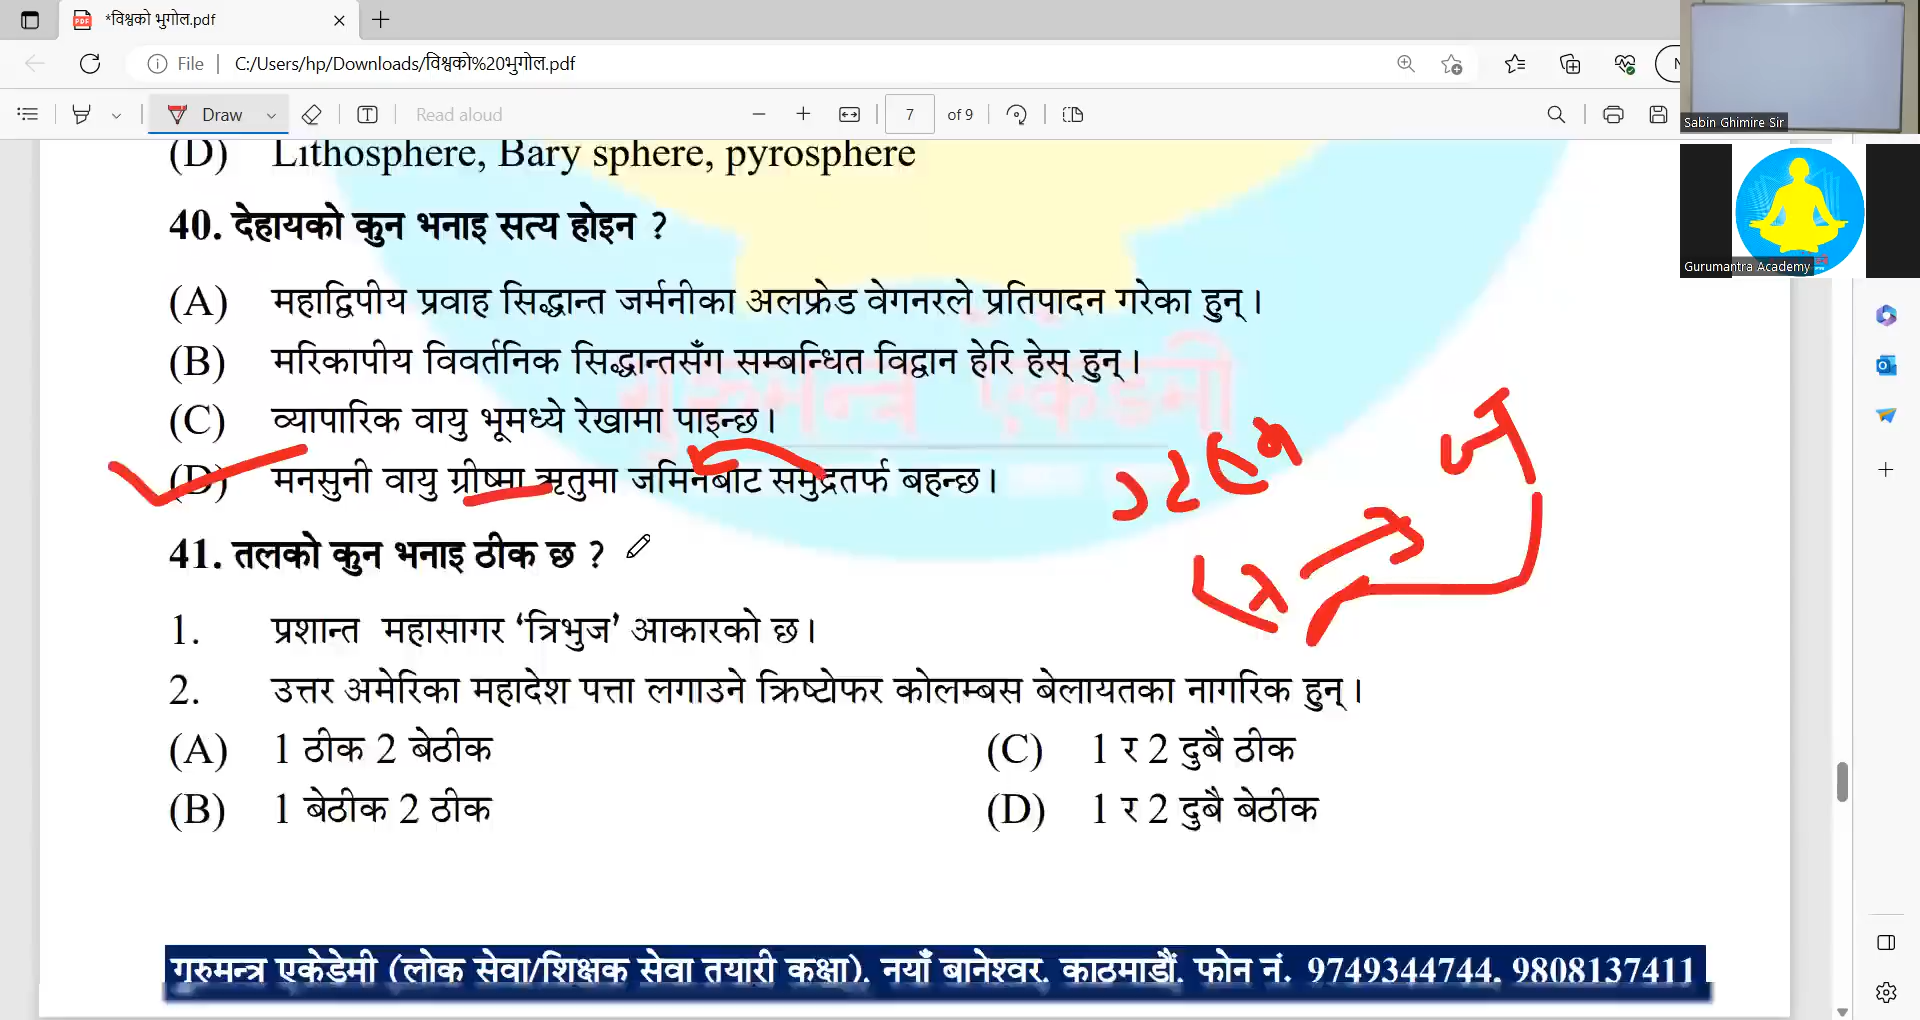 *विश्वको भुगोल.pdf
File C:/Users/hp/Downloads/विश्वको%20भुगोल.pdf
Draw Read aloud 7 of 9
Sabin Ghimire Sir
Gurumantra Academy
(D) Lithosphere, Bary sphere, pyrosphere
40. देहायको कुन भनाइ सत्य होइन ?
(A) महाद्विपीय प्रवाह सिद्धान्त जर्मनीका अलफ्रेड वेगनरले प्रतिपादन गरेका हुन्।
(B) मरिकापीय विवर्तनिक सिद्धान्तसँग सम्बन्धित विद्वान हेरि हेस् हुन्।
(C) व्यापारिक वायु भूमध्ये रेखामा पाइन्छ।
(D) मनसुनी वायु ग्रीष्मा ऋतुमा जमिनबाट समुद्रतर्फ बहन्छ।
41. तलको कुन भनाइ ठीक छ ?
1. प्रशान्त महासागर ‘त्रिभुज’ आकारको छ।
2. उत्तर अमेरिका महादेश पत्ता लगाउने क्रिष्टोफर कोलम्बस बेलायतका नागरिक हुन्।
(A) 1 ठीक 2 बेठीक (C) 1 र 2 दुबै ठीक
(B) 1 बेठीक 2 ठीक (D) 1 र 2 दुबै बेठीक
गुरुमन्त्र एकेडेमी (लोक सेवा/शिक्षक सेवा तयारी कक्षा), नयाँ बानेश्वर, काठमाडौं, फोन नं. 9749344744, 9808137411
गुरुमन्त्र एकेडमी